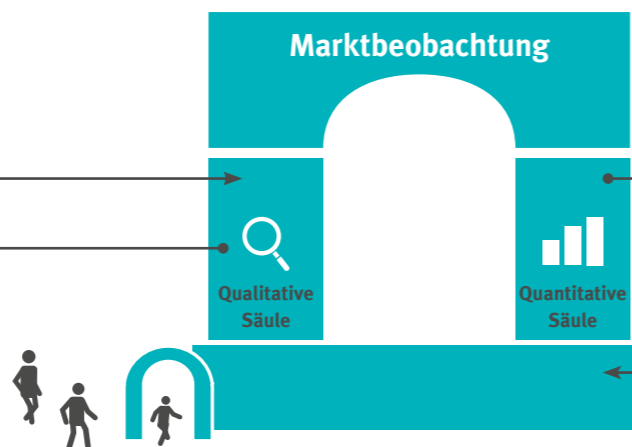 Marktbeobachtung
Qualitative
Säule
Quantitative
Säule